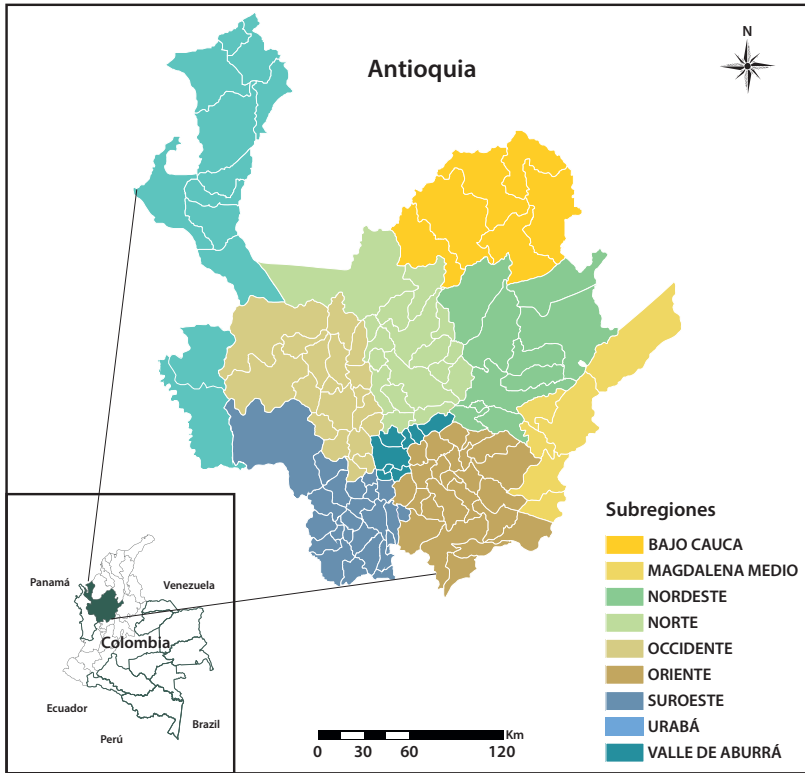 Antioquia
N
Subregiones
BAJO CAUCA
MAGDALENA MEDIO
NORDESTE
NORTE
OCCIDENTE
ORIENTE
SUROESTE
URABÁ
VALLE DE ABURRÁ
Panamá
Venezuela
Colombia
Ecuador
Brazil
Perú
Km
0 30 60 120